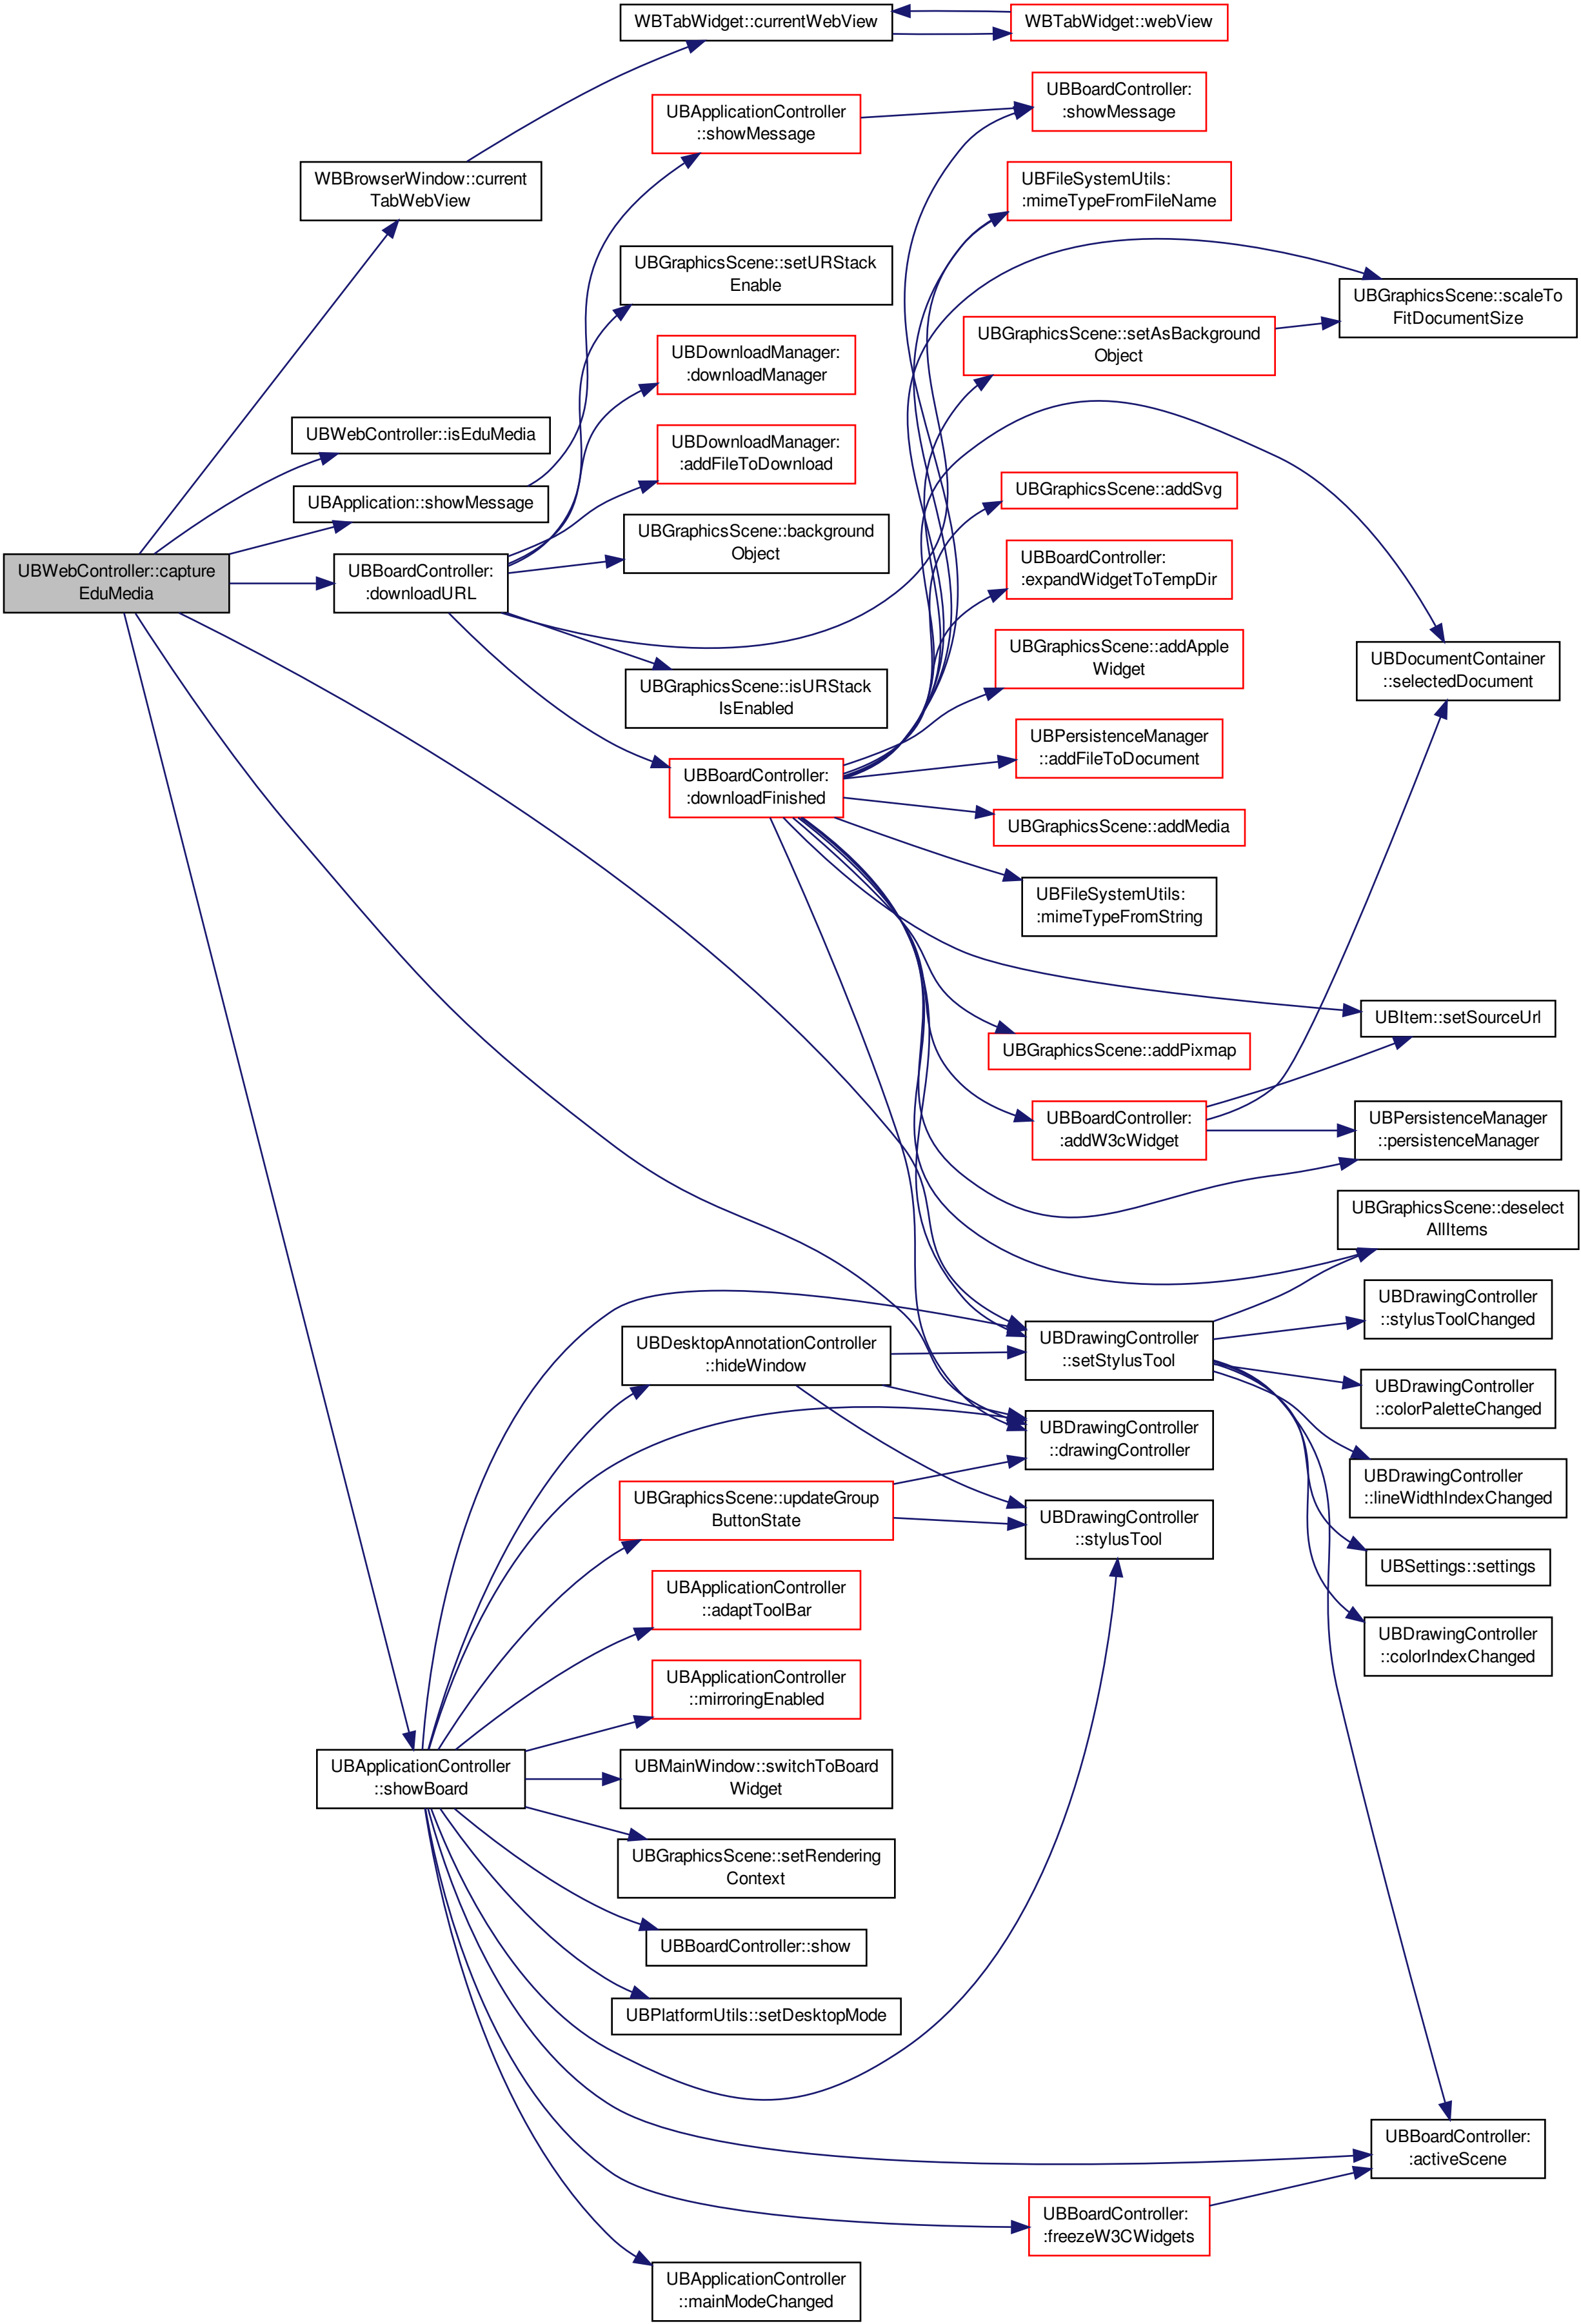 WBTabWidget::currentWebView
WBTabWidget::webView
UBBoardController:
:showMessage
UBApplicationController
::showMessage
WBBrowserWindow::current
TabWebView
UBFileSystemUtils:
:mimeTypeFromFileName
UBGraphicsScene::setURStack
Enable
UBGraphicsScene::scaleTo
FitDocumentSize
UBGraphicsScene::setAsBackground
Object
UBDownloadManager:
:downloadManager
UBWebController::isEduMedia
UBDownloadManager:
:addFileToDownload
UBGraphicsScene::addSvg
UBApplication::showMessage
UBGraphicsScene::background
Object
UBWebController::capture
EduMedia
UBBoardController:
:downloadURL
UBBoardController:
:expandWidgetToTempDir
UBGraphicsScene::addApple
Widget
UBDocumentContainer
::selectedDocument
UBGraphicsScene::isURStack
IsEnabled
UBPersistenceManager
::addFileToDocument
UBBoardController:
:downloadFinished
UBGraphicsScene::addMedia
UBFileSystemUtils:
:mimeTypeFromString
UBItem::setSourceUrl
UBGraphicsScene::addPixmap
UBBoardController:
:addW3cWidget
UBPersistenceManager
::persistenceManager
UBGraphicsScene::deselect
AllItems
UBDrawingController
::stylusToolChanged
UBDesktopAnnotationController
::hideWindow
UBDrawingController
::setStylusTool
UBDrawingController
::colorPaletteChanged
UBDrawingController
::drawingController
UBDrawingController
::lineWidthIndexChanged
UBGraphicsScene::updateGroup
ButtonState
UBDrawingController
::stylusTool
UBSettings::settings
UBApplicationController
::adaptToolBar
UBDrawingController
::colorIndexChanged
UBApplicationController
::mirroringEnabled
UBApplicationController
::showBoard
UBMainWindow::switchToBoard
Widget
UBGraphicsScene::setRendering
Context
UBBoardController::show
UBPlatformUtils::setDesktopMode
UBBoardController:
:activeScene
UBBoardController:
:freezeW3CWidgets
UBApplicationController
::mainModeChanged